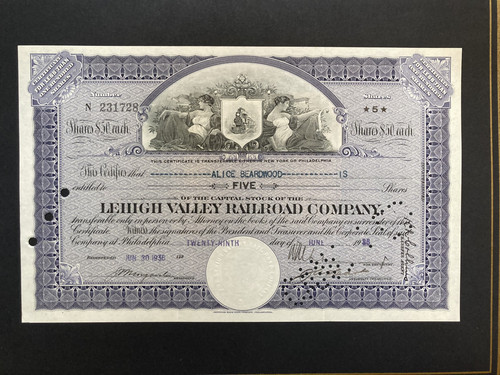 Number
Shares
N 231728
★5★
Shares $50 each
Shares $50 each
THIS CERTIFICATE IS TRANSFERABLE EITHER IN NEW YORK OR PHILADELPHIA
This Certifies that ALICE BEARDWOOD IS
entitled to FIVE Shares
OF THE CAPITAL STOCK OF THE
LEHIGH VALLEY RAILROAD COMPANY,
transferable only in person or by Attorney on the books of the said Company on surrender of this
Certificate. Witness the signatures of the President and Treasurer and the Corporate Seal of said
Company at Philadelphia TWENTY-NINTH day of JUNE 19
JUN 30 1936